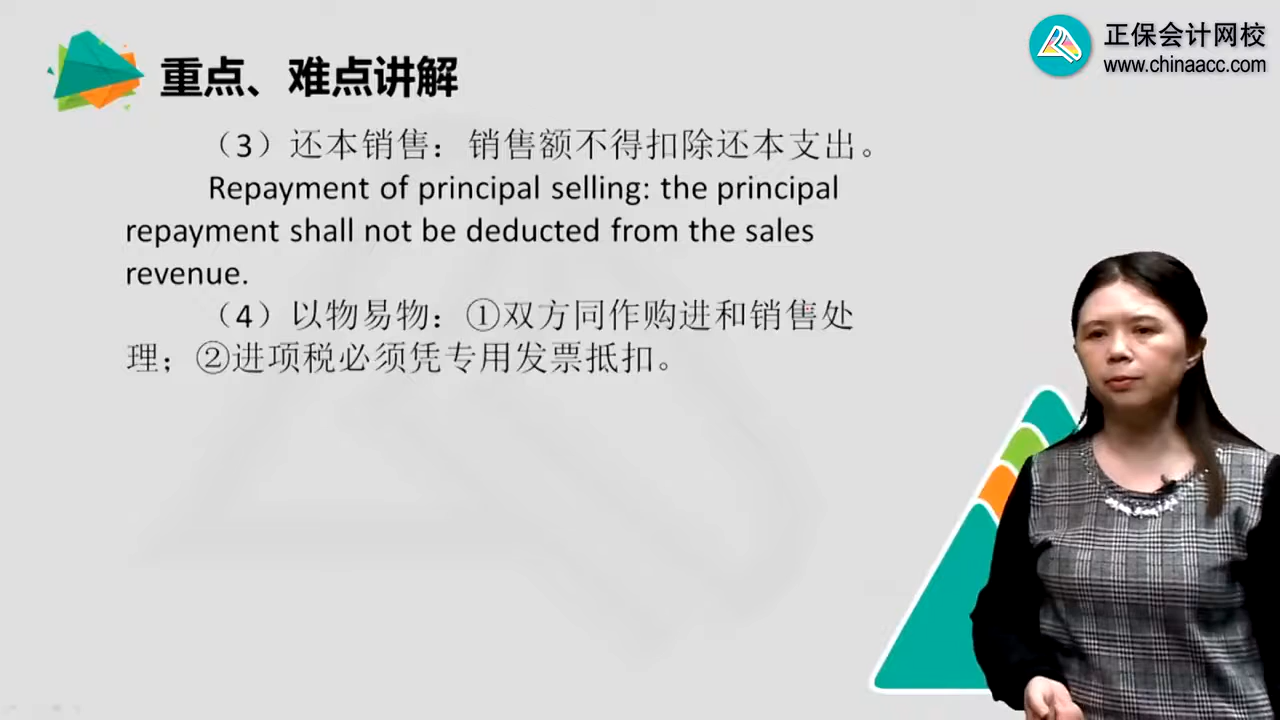 正保会计网校
www.chinaacc.com
重点、难点讲解
（3）还本销售：销售额不得扣除还本支出。
Repayment of principal selling: the principal
repayment shall not be deducted from the sales
revenue.
（4）以物易物：①双方同作购进和销售处
理；②进项税必须凭专用发票抵扣。